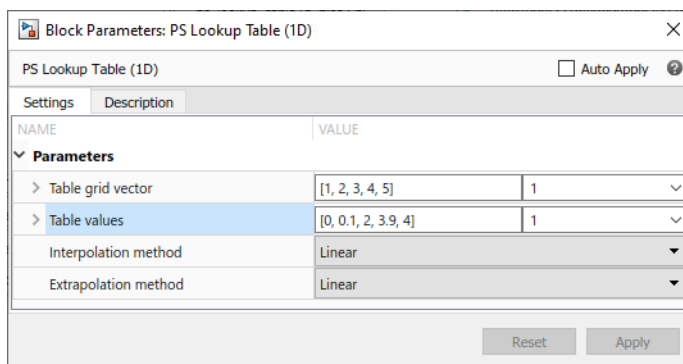 Block Parameters: PS Lookup Table (1D)
PS Lookup Table (1D) Auto Apply
Settings Description
NAME VALUE
Parameters
Table grid vector [1, 2, 3, 4, 5] 1
Table values [0, 0.1, 2, 3.9, 4] 1
Interpolation method Linear
Extrapolation method Linear
Reset Apply